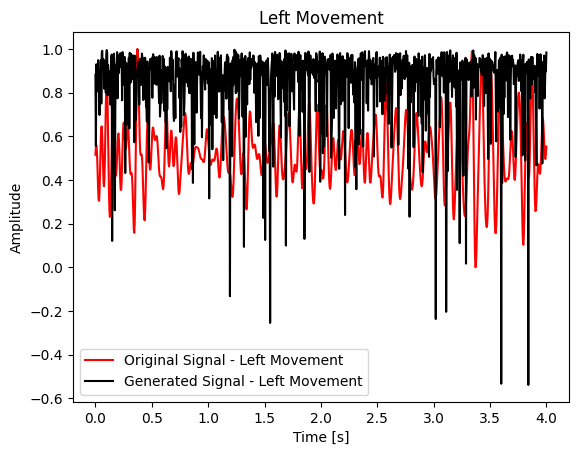 Left Movement
Amplitude
1.0
0.8
0.6
0.4
0.2
0.0
−0.2
−0.4
−0.6
Original Signal - Left Movement
Generated Signal - Left Movement
0.0 0.5 1.0 1.5 2.0 2.5 3.0 3.5 4.0
Time [s]